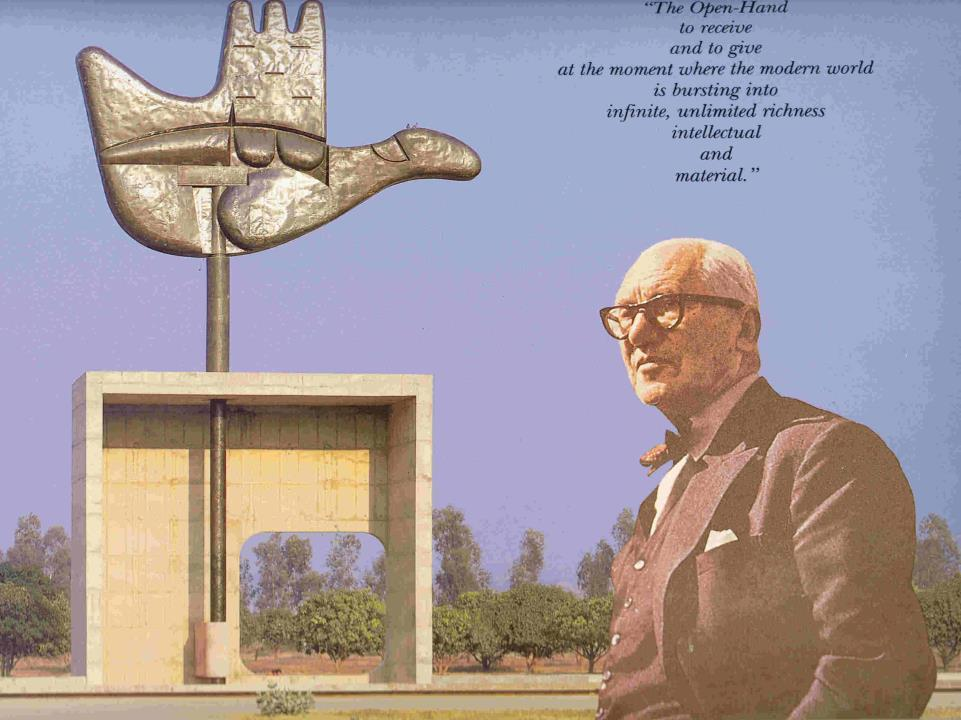 “The Open-Hand
to receive
and to give
at the moment where the modern world
is bursting into
infinite, unlimited richness
intellectual
and
material.”